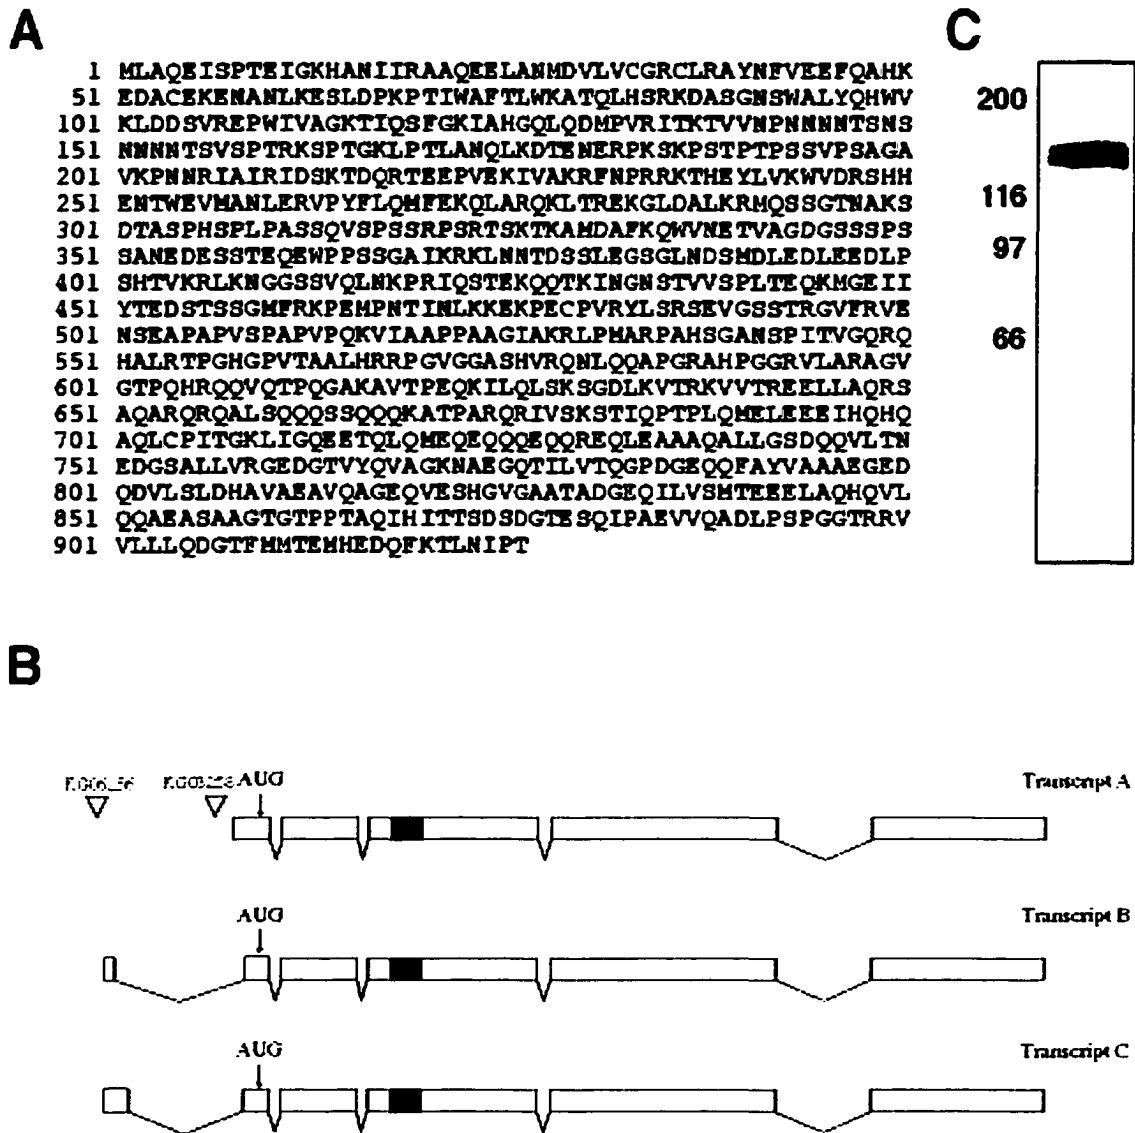 A
1 MLAQEISPTEIGKHANIIRAAQEELANMDVLVCGRCLRAYNFVEEFQAHK
51 EDACEKENANLKESLDPKPTIWAFTLWKATQLHSRKDASGNSWALYQHWV
101 KLDDSVREPWIVAGKTIQSFGKIAHGQLQDMPVRITKTVVNPNNNNTSNS
151 NNNNTSVSPTRKSPTGKLPTLANQLKDTENERPKSKPSTPTPSSVPSAGA
201 VKPNNRIAIRIDSKTDQRTEEPVEKIVAKRFNPRRKTHEYLVKWVDRSHH
251 ENTWEVMANLERVPYFLQMFEKQLARQKLTREKGLDALKRMQSSGTNAKS
301 DTASPHSPLPASSQVSPSSRPSRTSKTKAMDAFKQWVNETVAGDGSSSPS
351 SANEDESSTEQEWPPSSGAIKRKLNNTDSSLEGSGLNDSMDLEDLEEDLP
401 SHTVKRLKNGGSSVQLNKPRIQSTEKQQTKINGNSTVVSPLTEQKMGEII
451 YTEDSTSSGMFRKPEMPNTINLKKEKPECPVRYLSRSEVGSSTRGVFRVE
501 NSEAPAPVSPAPVPQKVIAAPPAAGIAKRLPMARPAHSGANSPITVGQRQ
551 HALRTPGHGPVTAALHRRPGVGGASHVRQNLQQAPGRAHPGGRVLARAGV
601 GTPQHRQQVQTPQGAKAVTPEQKILQLSKSGDLKVTRKVVTREELLAQRS
651 AQARQRQALSQQQSSQQQKATPARQRIVSKSTIQPTPLQMELEEEIHQHQ
701 AQLCPITGKLIGQEETQLQMEQEQQQEQQREQLEAAAQALLGSDQQVLTN
751 EDGSALLVRGEDGTVYQVAGKNAEGQTILVTQGPDGEQQFAYVAAAEGED
801 QDVLSLDHAVAEAVQAGEQVESHGVGAATADGEQILVSMTEEELAQHQVL
851 QQAEASAAGTGTPPTAQIHITTSDSDGTESQIPAEVVQADLPSPGGTRRV
901 VLLLQDGTFMMTEMHEDQFKTLNIPT
C
200
116
97
66
B
AUG
Transcript A
AUG
Transcript B
AUG
Transcript C